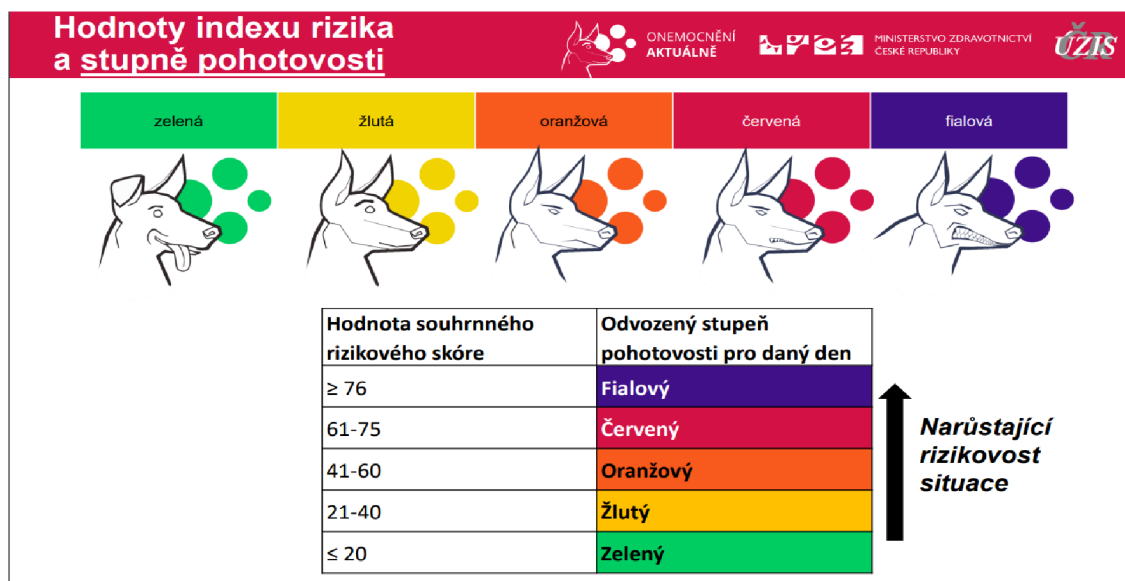 Hodnoty indexu rizika
a stupně pohotovosti
ONEMOCNĚNÍ
AKTUÁLNĚ
MINISTERSTVO ZDRAVOTNICTVÍ
ČESKÉ REPUBLIKY
ÚZIS
ČR
zelená
žlutá
oranžová
červená
fialová
Hodnota souhrnného
rizikového skóre
Odvozený stupeň
pohotovosti pro daný den
≥ 76
Fialový
61-75
Červený
41-60
Oranžový
21-40
Žlutý
≤ 20
Zelený
Narůstající
rizikovost
situace